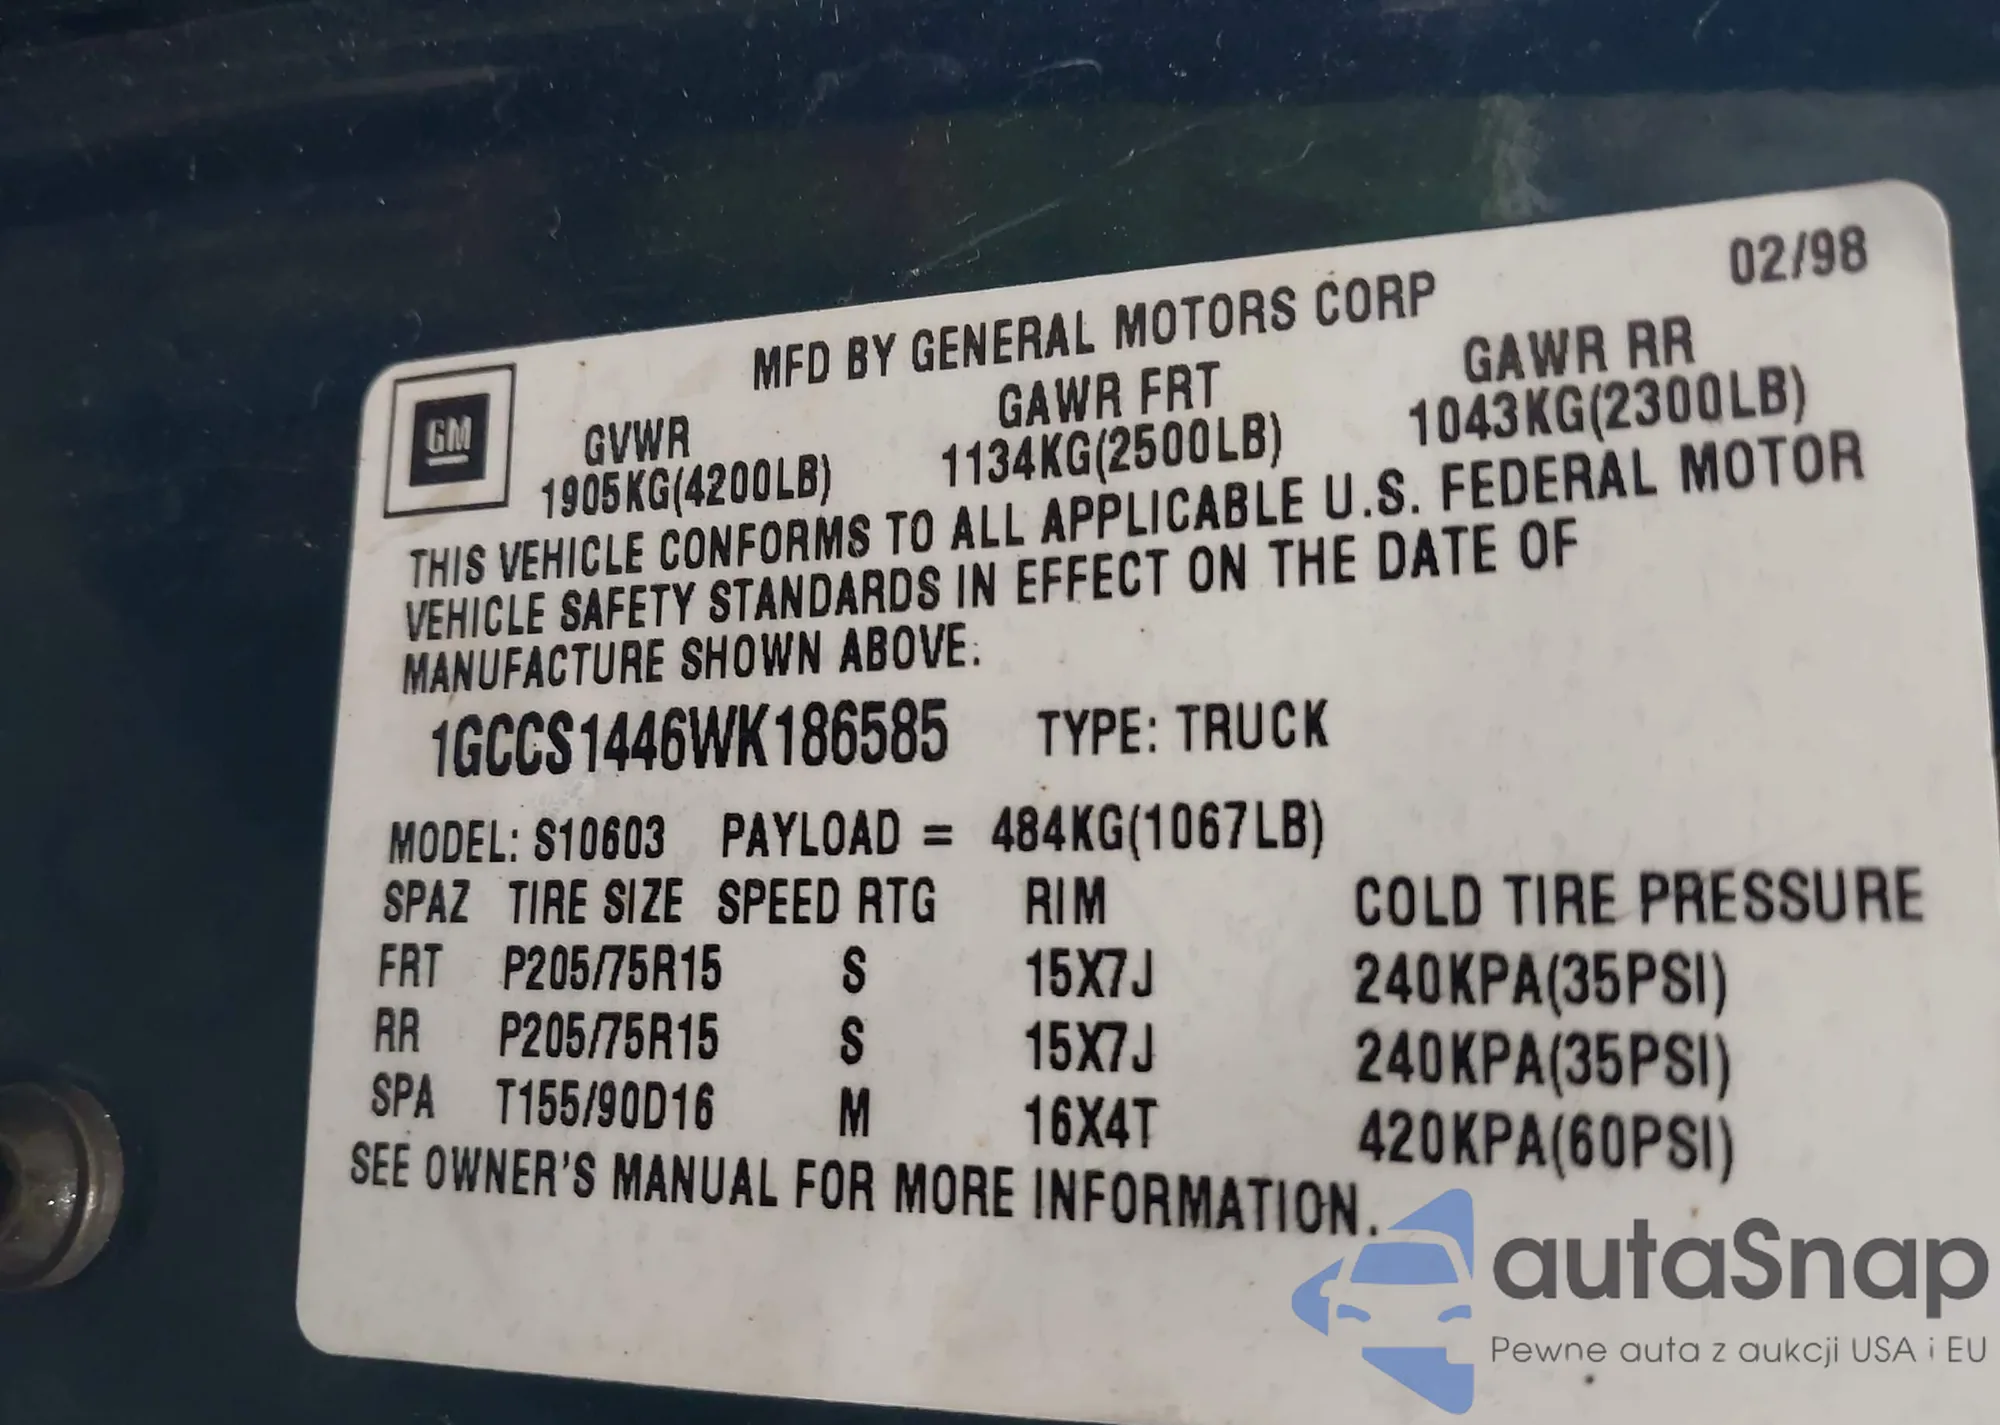 02/98
MFD BY GENERAL MOTORS CORP
GM
GVWR GAWR FRT GAWR RR
1905KG(4200LB) 1134KG(2500LB) 1043KG(2300LB)
THIS VEHICLE CONFORMS TO ALL APPLICABLE U.S. FEDERAL MOTOR
VEHICLE SAFETY STANDARDS IN EFFECT ON THE DATE OF
MANUFACTURE SHOWN ABOVE.
1GCCS1446WK186585 TYPE: TRUCK
MODEL: S10603 PAYLOAD = 484KG(1067LB)
SPAZ TIRE SIZE SPEED RTG RIM COLD TIRE PRESSURE
FRT P205/75R15 S 15X7J 240KPA(35PSI)
RR P205/75R15 S 15X7J 240KPA(35PSI)
SPA T155/90D16 M 16X4T 420KPA(60PSI)
SEE OWNER'S MANUAL FOR MORE INFORMATION.
autaSnap
Pewne auta z aukcji USA i EU